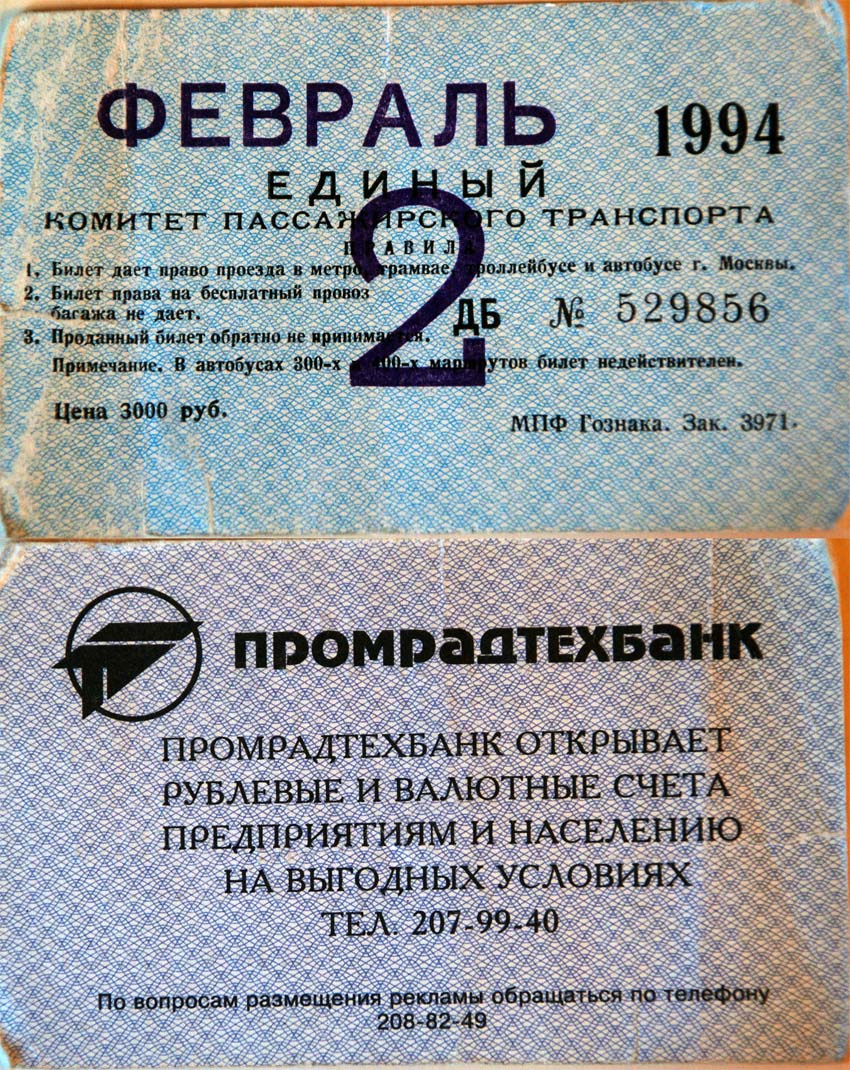 ФЕВРАЛЬ 1994
ЕДИНЫЙ
КОМИТЕТ ПАССАЖИРСКОГО ТРАНСПОРТА
ПРАВИЛА
1. Билет дает право проезда в метро, трамвае, троллейбусе и автобусе г. Москвы.
2. Билет права на бесплатный провоз
багажа не дает.
2
ДБ № 529856
3. Проданный билет обратно не принимается.
Примечание. В автобусах 300-х и 400-х маршрутов билет недействителен.
Цена 3000 руб.
МПФ Гознака. Зак. 3971.
ПРОМРАДТЕХБАНК
ПРОМРАДТЕХБАНК ОТКРЫВАЕТ
РУБЛЕВЫЕ И ВАЛЮТНЫЕ СЧЕТА
ПРЕДПРИЯТИЯМ И НАСЕЛЕНИЮ
НА ВЫГОДНЫХ УСЛОВИЯХ
ТЕЛ. 207-99-40
По вопросам размещения рекламы обращаться по телефону
208-82-49